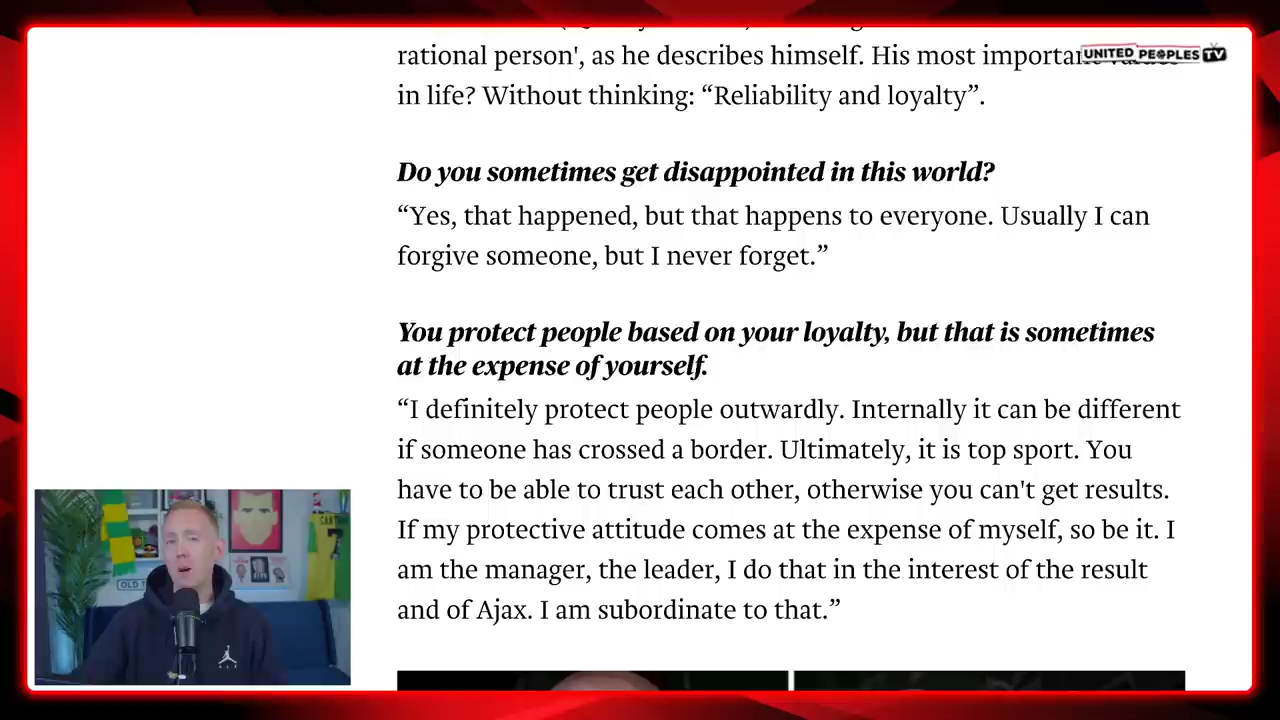 rational person', as he describes himself. His most important
UNITED PEOPLES TV
in life? Without thinking: “Reliability and loyalty”.
Do you sometimes get disappointed in this world?
“Yes, that happened, but that happens to everyone. Usually I can
forgive someone, but I never forget.”
You protect people based on your loyalty, but that is sometimes
at the expense of yourself.
“I definitely protect people outwardly. Internally it can be different
if someone has crossed a border. Ultimately, it is top sport. You
have to be able to trust each other, otherwise you can't get results.
If my protective attitude comes at the expense of myself, so be it. I
am the manager, the leader, I do that in the interest of the result
and of Ajax. I am subordinate to that.”
OLD T
7